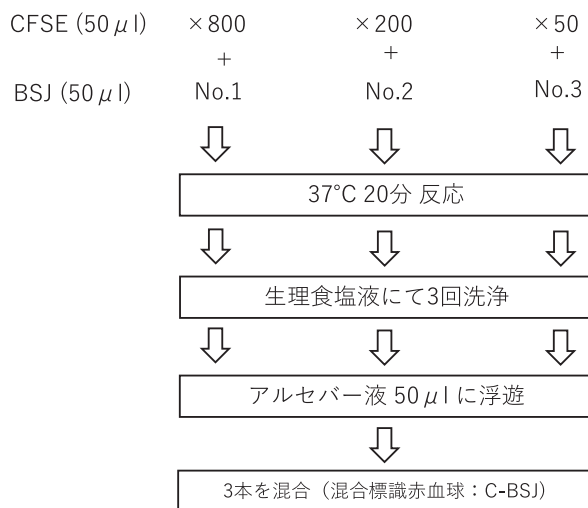 CFSE (50 μl) ×800 ×200 ×50
+ + +
BSJ (50 μl) No.1 No.2 No.3
37°C 20分 反応
生理食塩液にて3回洗浄
アルセバー液 50 μl に浮遊
3本を混合（混合標識赤血球：C-BSJ）